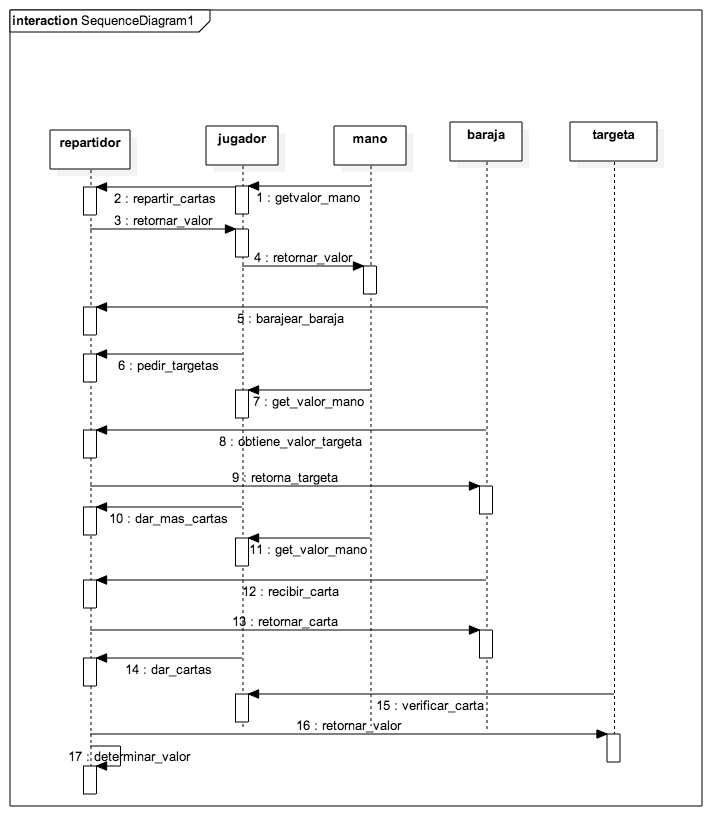 interaction SequenceDiagram1
repartidor
jugador
mano
baraja
targeta
1 : getvalor_mano
2 : repartir_cartas
3 : retornar_valor
4 : retornar_valor
5 : barajear_baraja
6 : pedir_targetas
7 : get_valor_mano
8 : obtiene_valor_targeta
9 : retorna_targeta
10 : dar_mas_cartas
11 : get_valor_mano
12 : recibir_carta
13 : retornar_carta
14 : dar_cartas
15 : verificar_carta
16 : retornar_valor
17 : determinar_valor